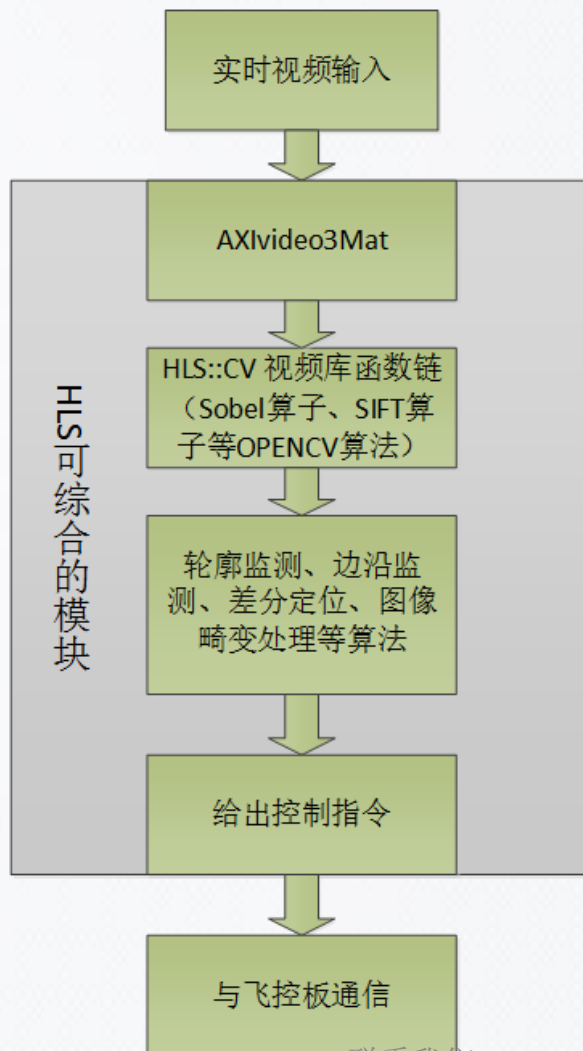 实时视频输入
AXIvideo3Mat
HLS::CV 视频库函数链
（Sobel算子、SIFT算
子等OPENCV算法）
HLS可综合的模块
轮廓监测、边沿监
测、差分定位、图像
畸变处理等算法
给出控制指令
与飞控板通信